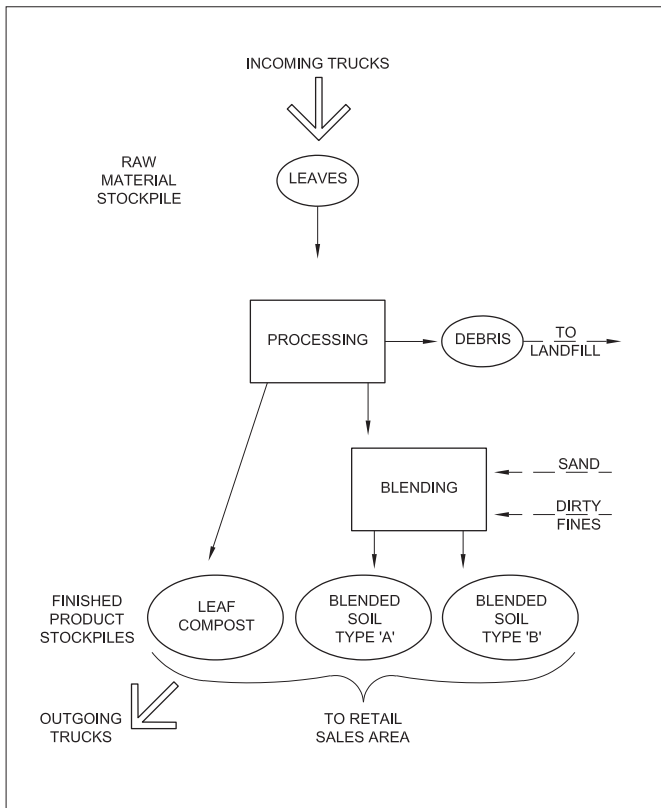 INCOMING TRUCKS
RAW
MATERIAL
STOCKPILE
LEAVES
PROCESSING
DEBRIS
TO
LANDFILL
BLENDING
SAND
DIRTY
FINES
FINISHED
PRODUCT
STOCKPILES
LEAF
COMPOST
BLENDED
SOIL
TYPE 'A'
BLENDED
SOIL
TYPE 'B'
OUTGOING
TRUCKS
TO RETAIL
SALES AREA